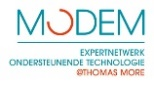 MODEM
EXPERTNETWERK
ONDERSTEUNENDE TECHNOLOGIE
@THOMAS MORE